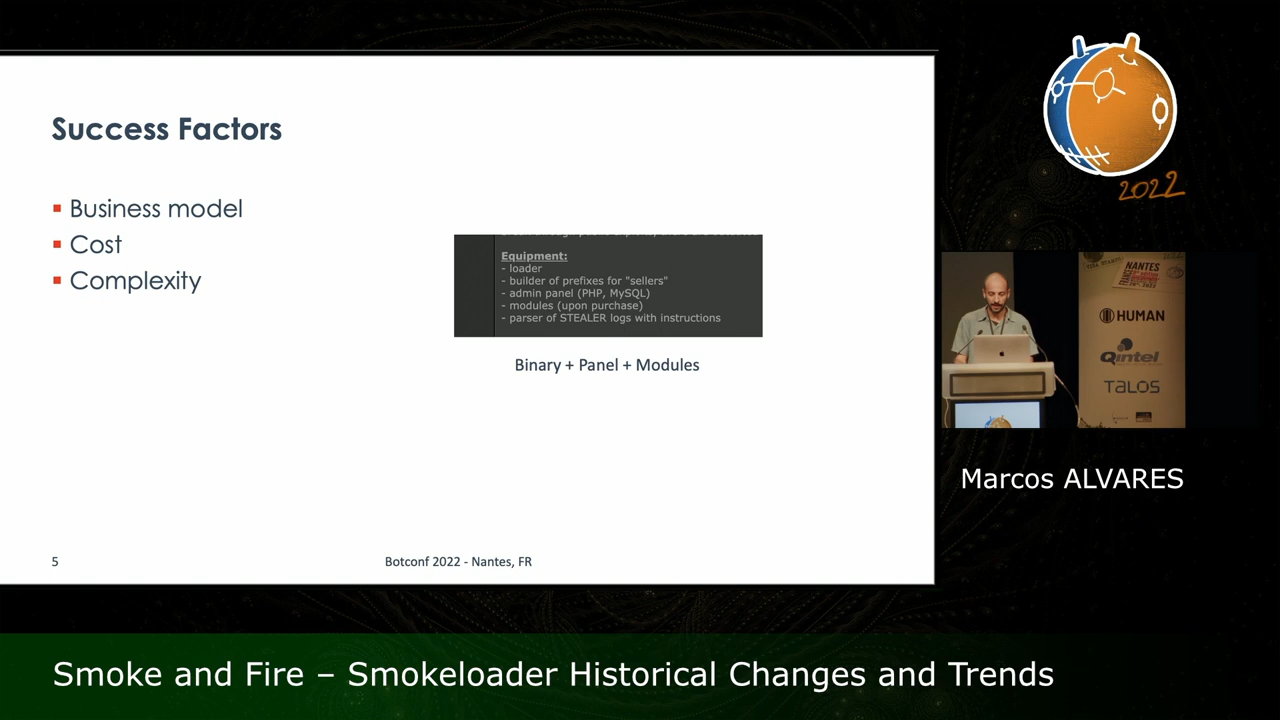 Success Factors
Business model
Cost
Complexity
Equipment:
- loader
- builder of prefixes for "sellers"
- admin panel (PHP, MySQL)
- modules (upon purchase)
- parser of STEALER logs with instructions
Binary + Panel + Modules
5
Botconf 2022 - Nantes, FR
2022
NANTES
HUMAN
Qintel
TALOS
Marcos ALVARES
Smoke and Fire – Smokeloader Historical Changes and Trends